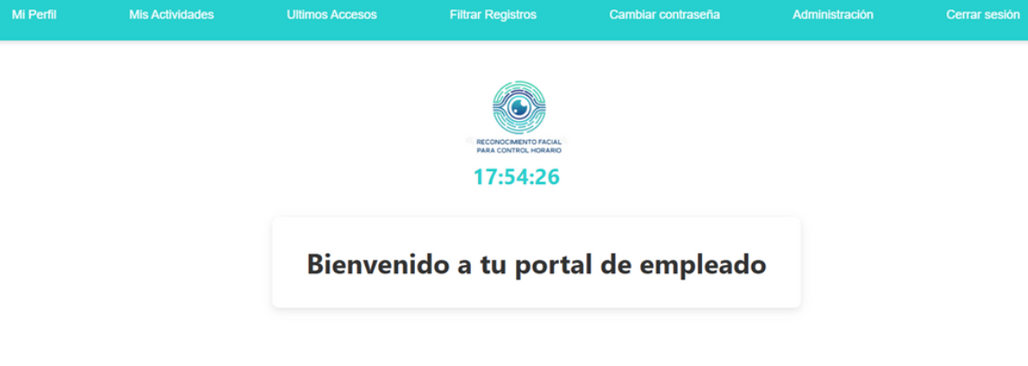 Mi Perfil Mis Actividades Ultimos Accesos Filtrar Registros Cambiar contraseña Administración Cerrar sesión
RECONOCIMIENTO FACIAL
PARA CONTROL HORARIO
17:54:26
Bienvenido a tu portal de empleado